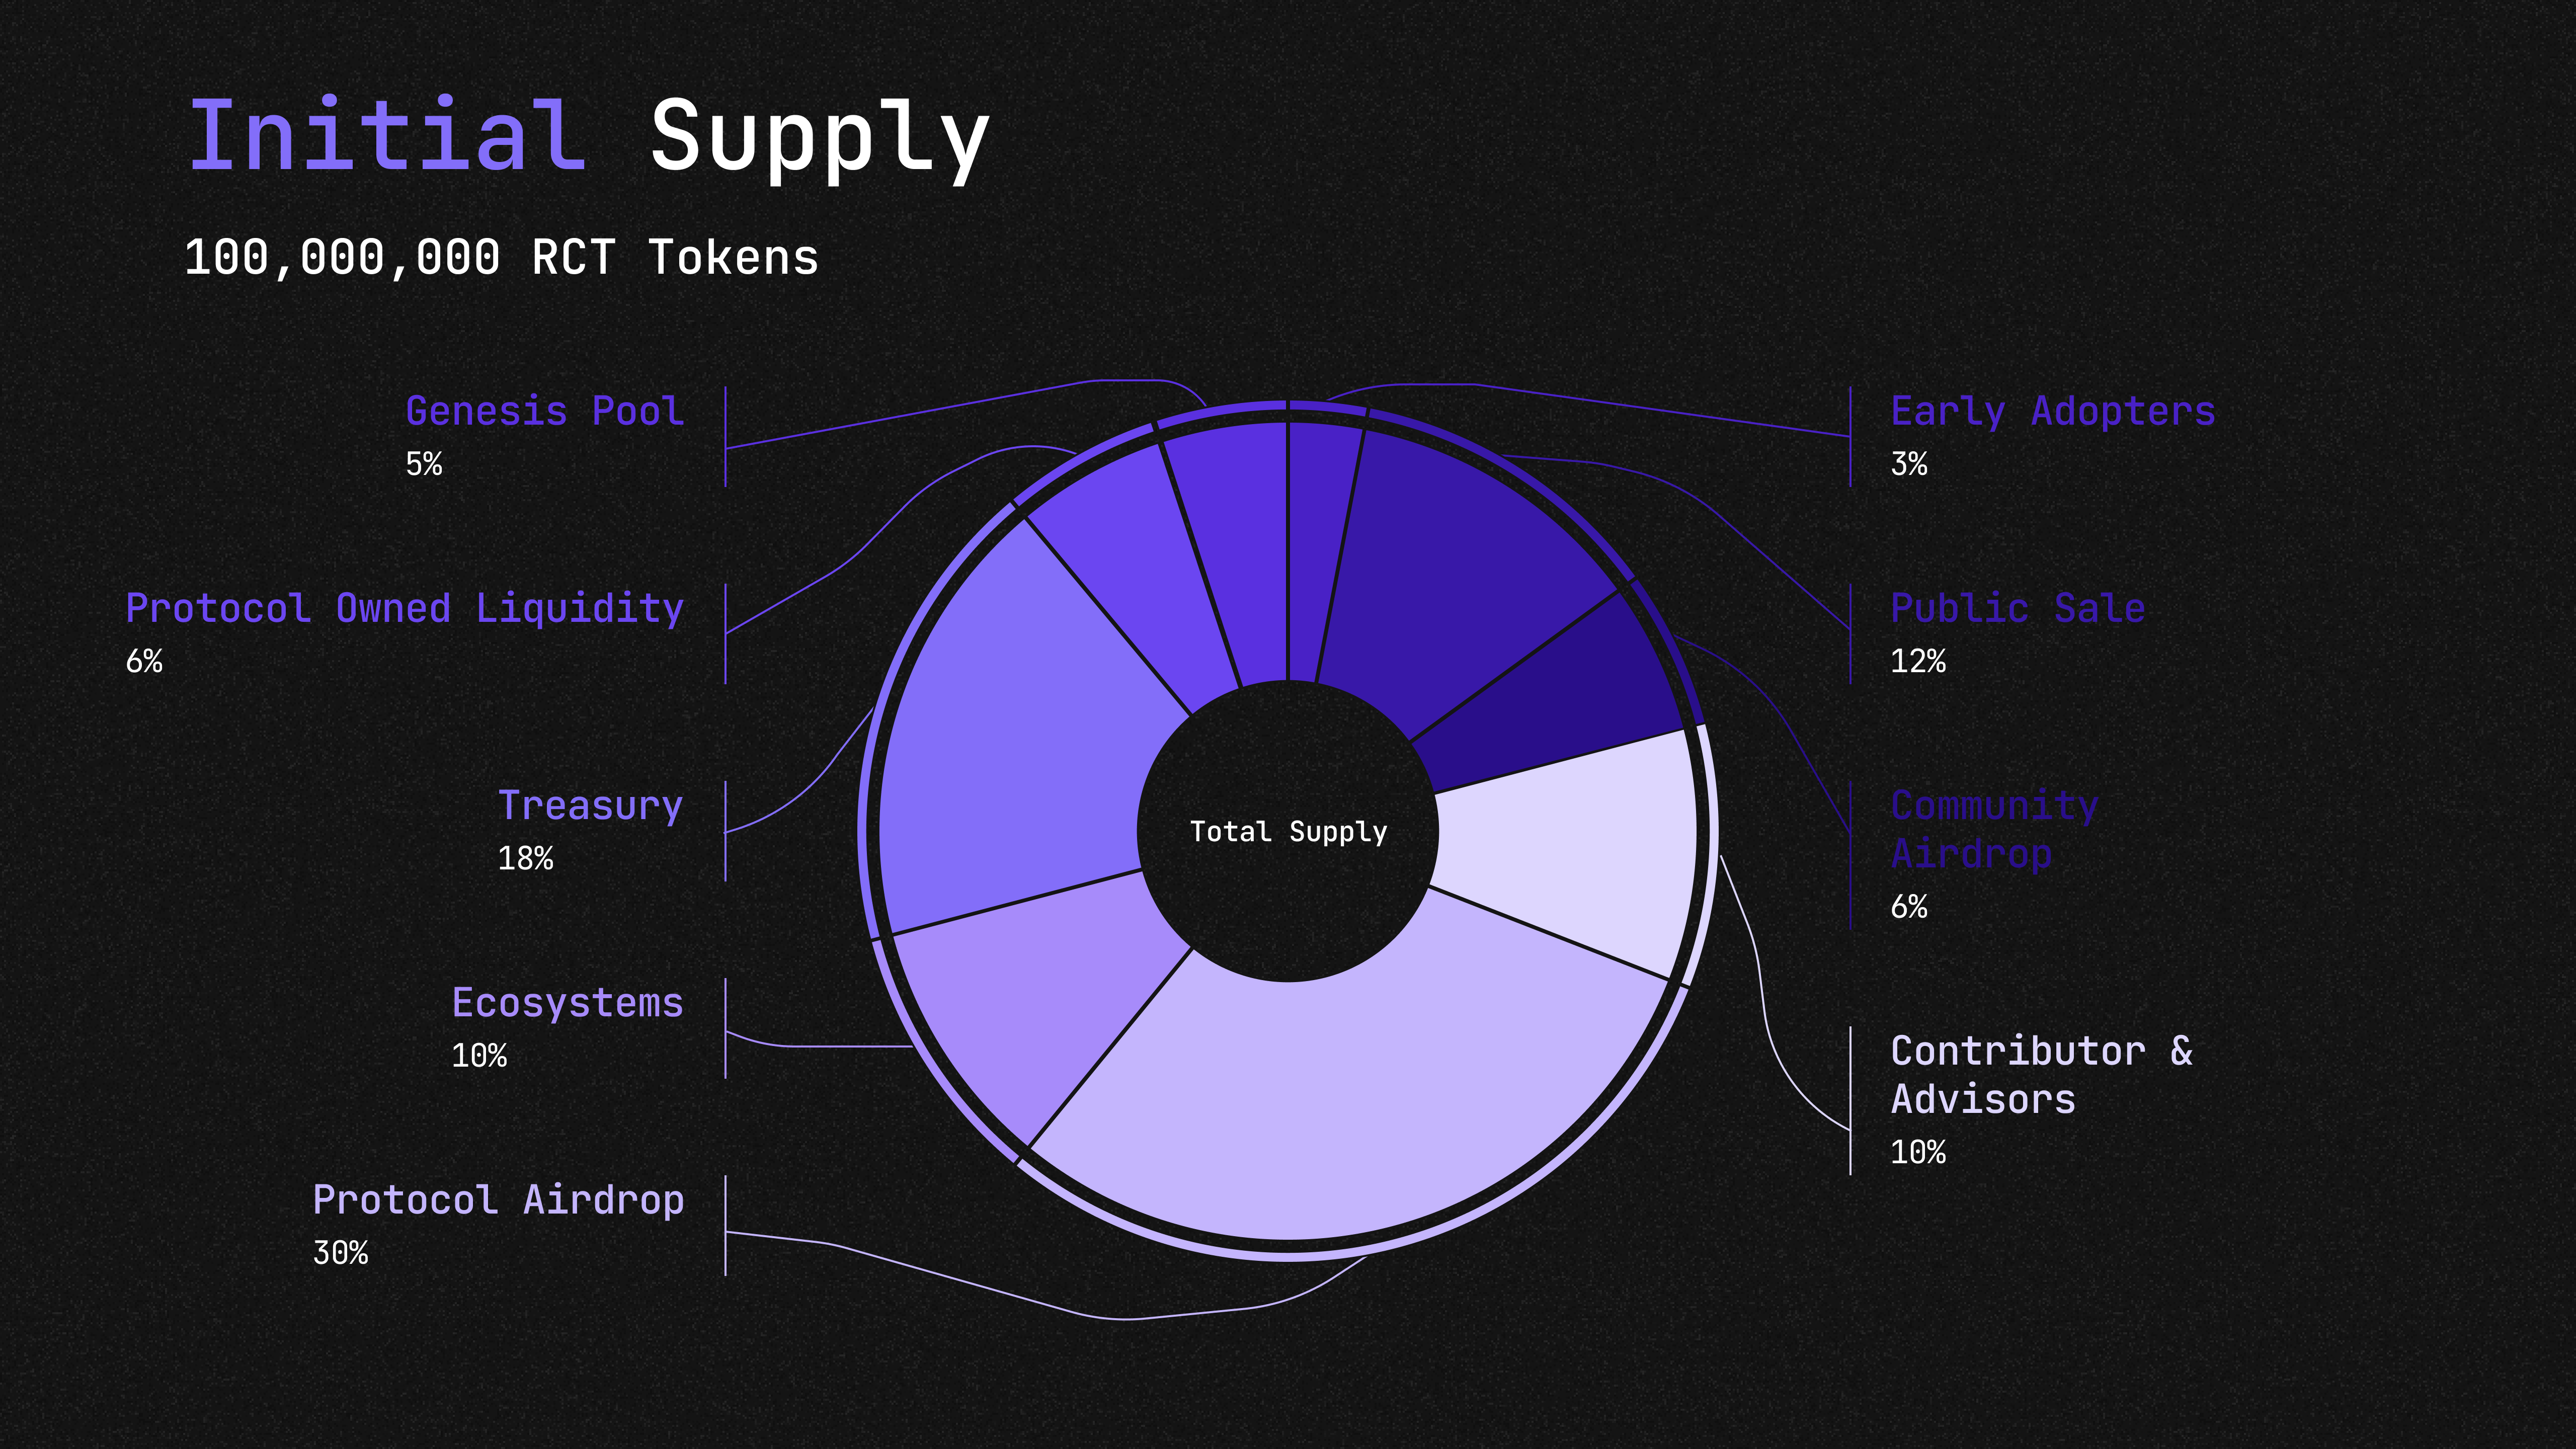 Initial Supply
100,000,000 RCT Tokens
Genesis Pool
5%
Protocol Owned Liquidity
6%
Treasury
18%
Ecosystems
10%
Protocol Airdrop
30%
Total Supply
Early Adopters
3%
Public Sale
12%
Community
Airdrop
6%
Contributor &
Advisors
10%